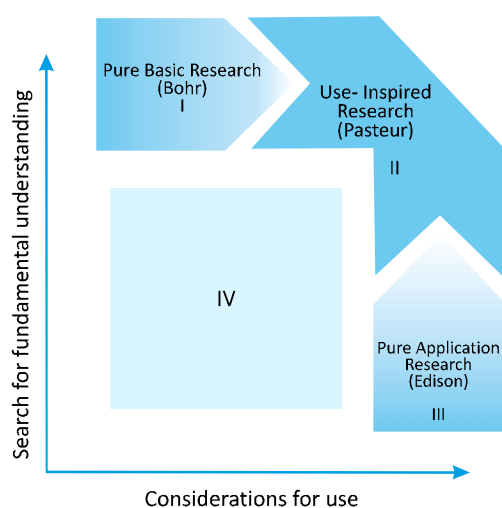 Pure Basic Research
(Bohr)
I
Use- Inspired
Research
(Pasteur)
II
IV
Pure Application
Research
(Edison)
III
Search for fundamental understanding
Considerations for use